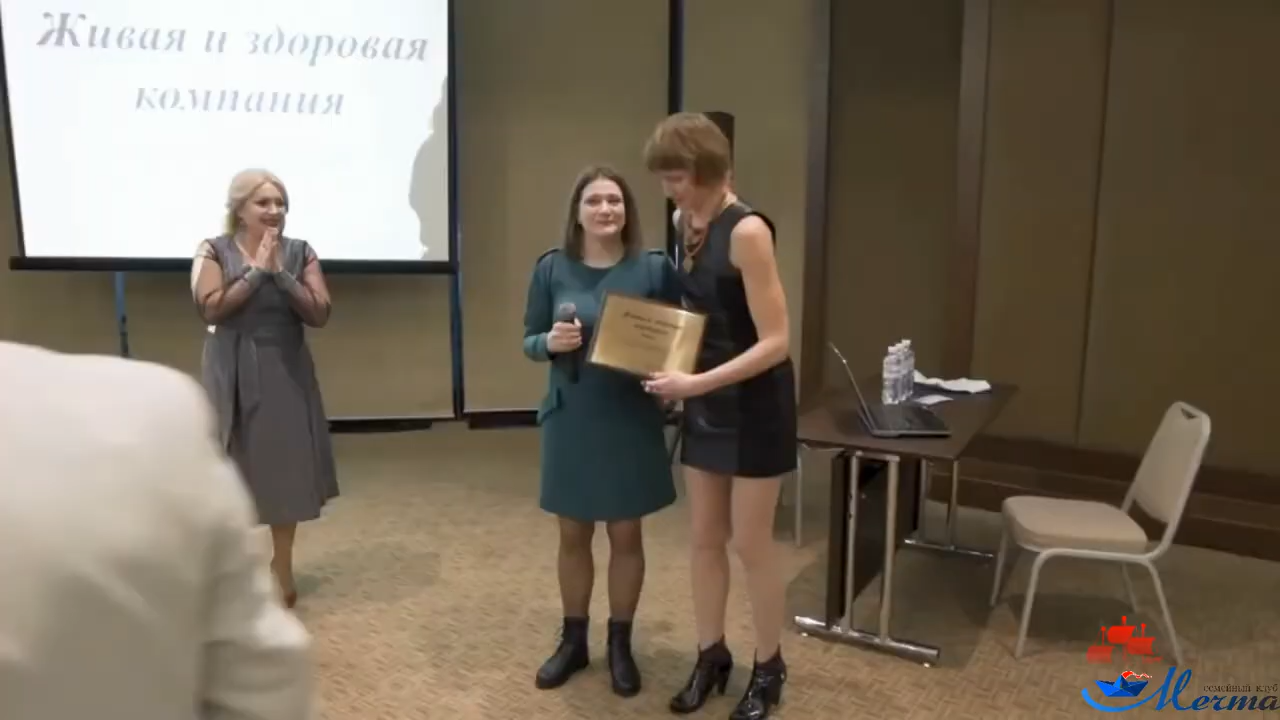 Живая и здоровая
компания
семейный клуб
Мечта